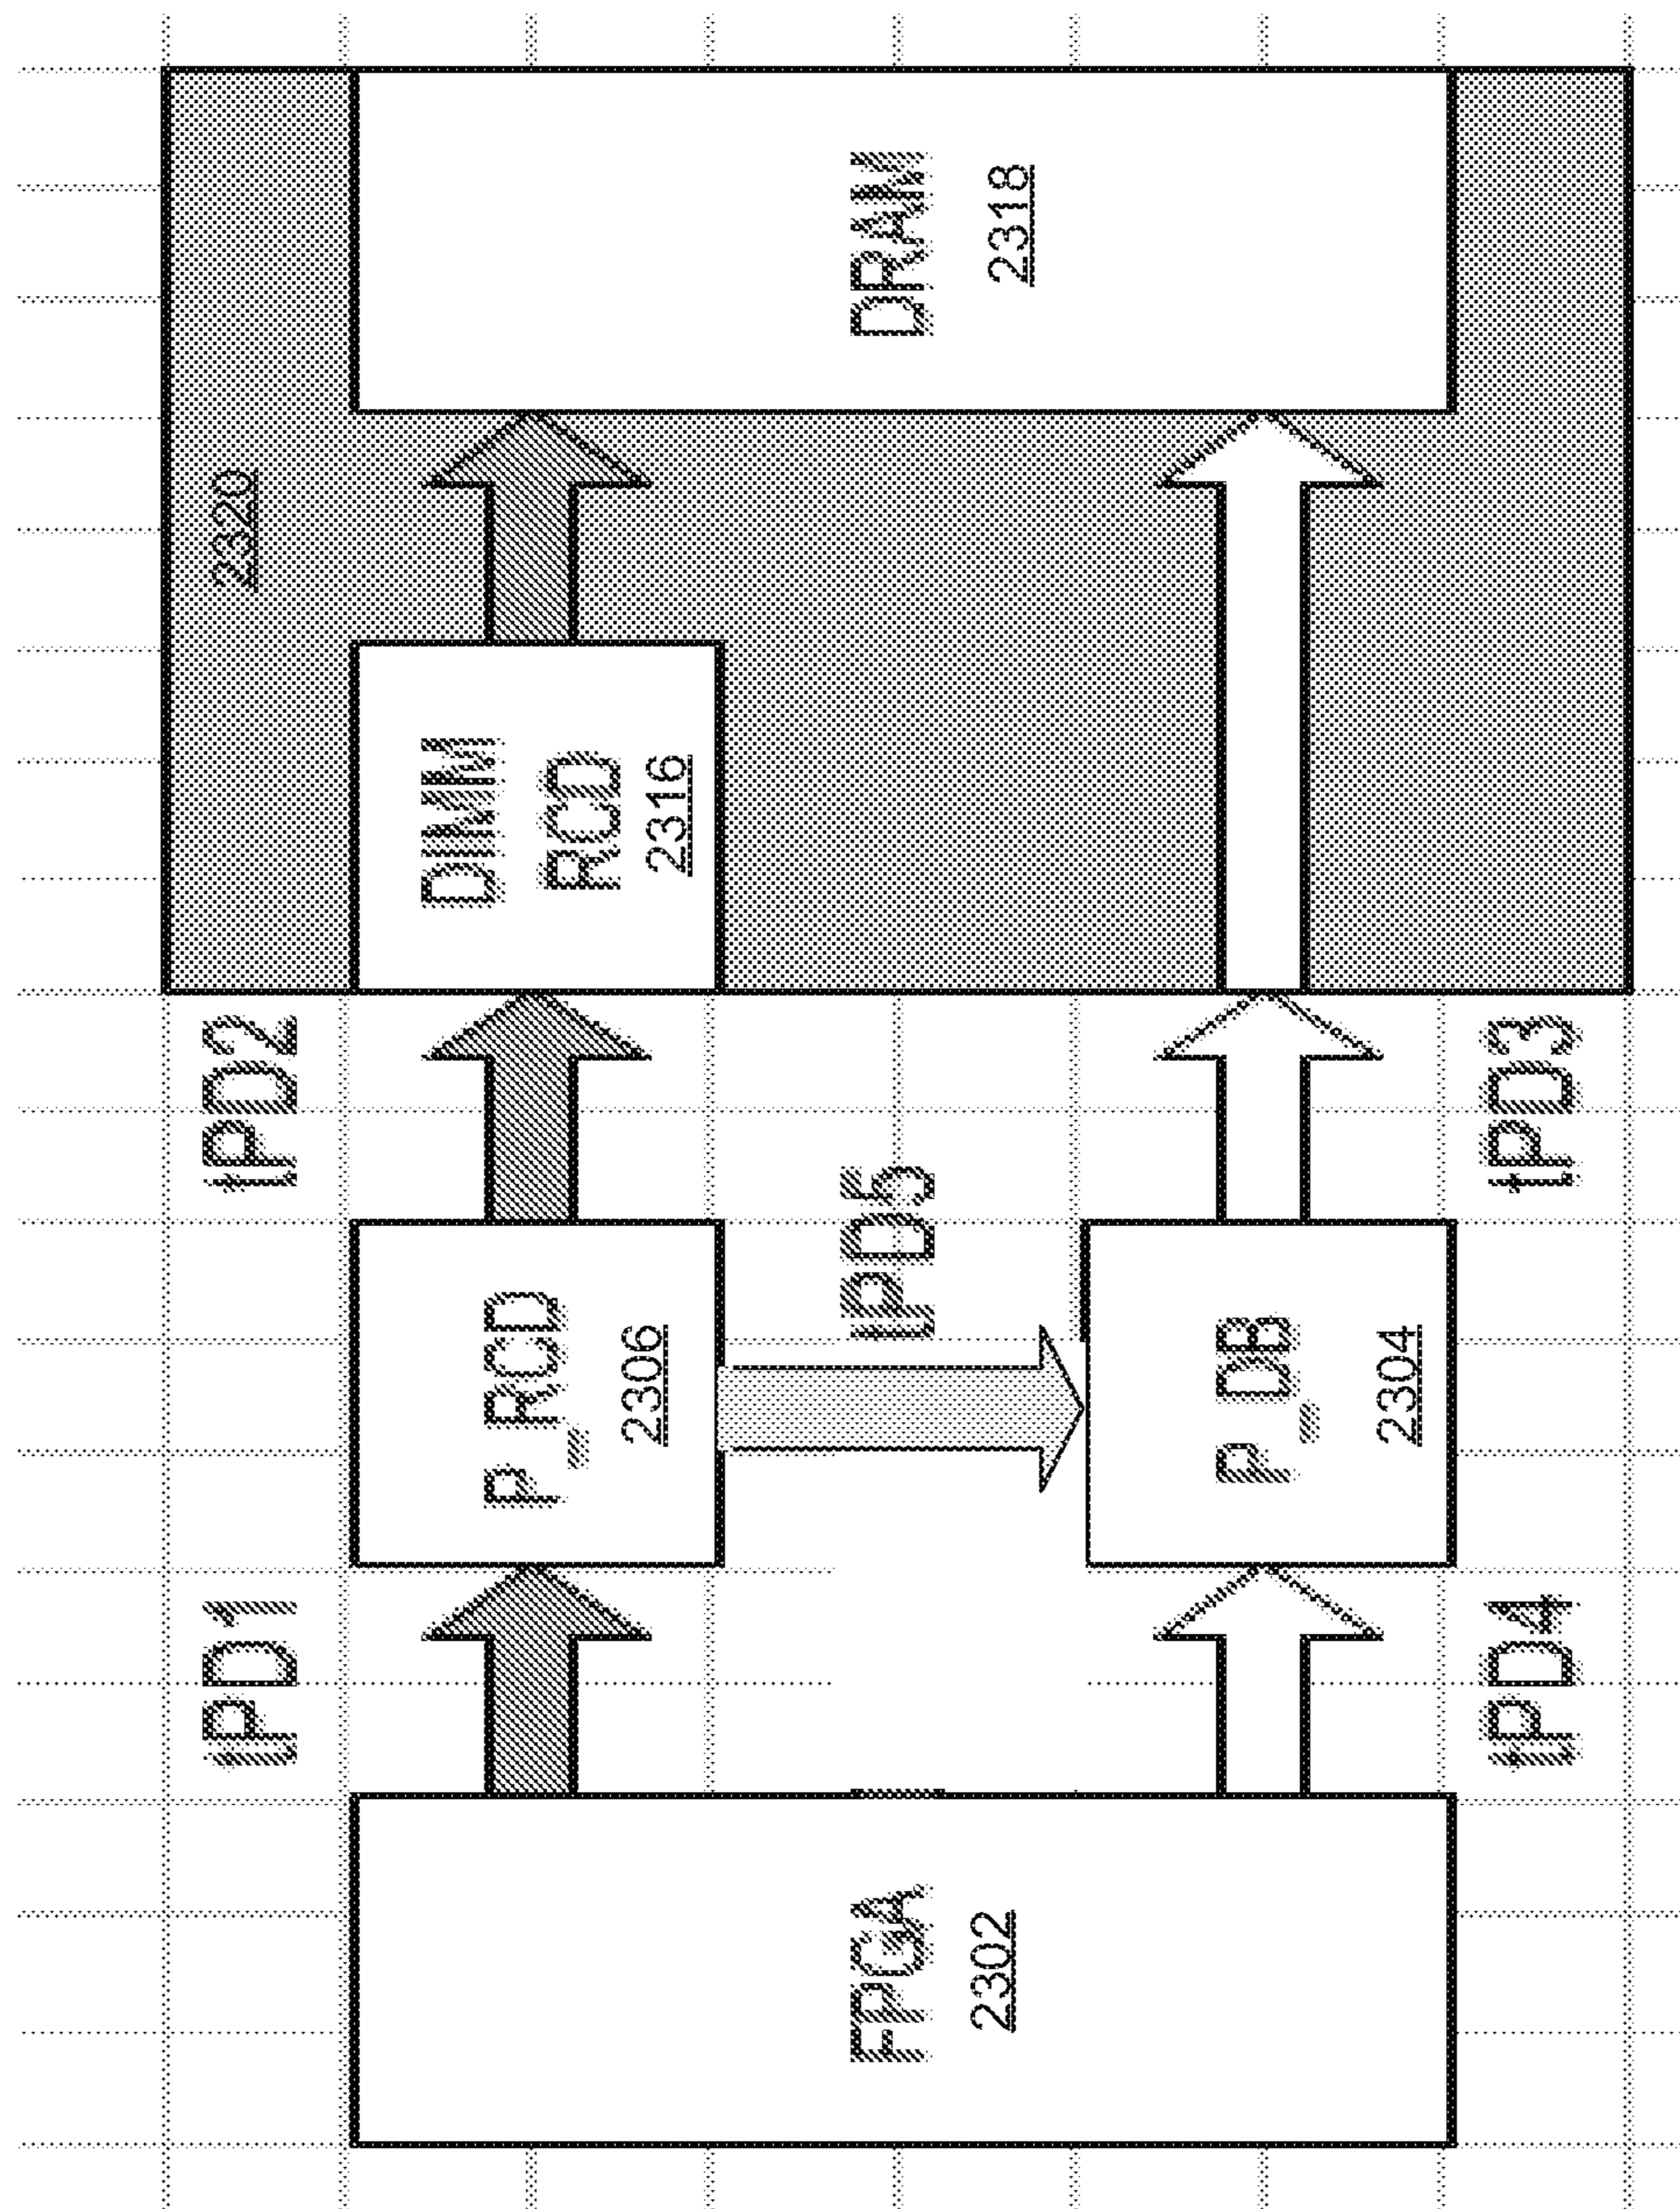 tPD1
tPD2
2320
FPGA
2302
P_RCD
2306
DIMM
RCD
2316
DRAM
2318
tPD5
P_DB
2304
tPD4
tPD3